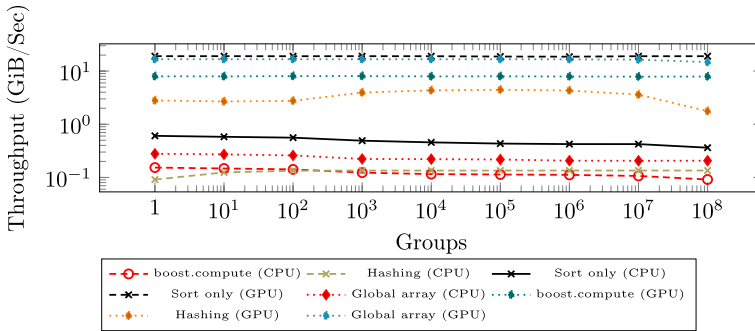 Throughput (GiB/Sec)
10^1
10^0
10^−1
1 10^1 10^2 10^3 10^4 10^5 10^6 10^7 10^8
Groups
boost.compute (CPU) Hashing (CPU) Sort only (CPU)
Sort only (GPU) Global array (CPU) boost.compute (GPU)
Hashing (GPU) Global array (GPU)